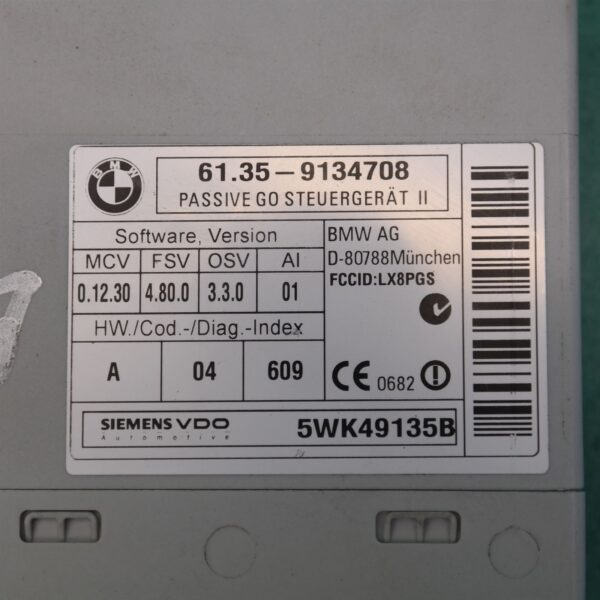 BMW
61.35-9134708
PASSIVE GO STEUERGERÄT II
Software, Version
MCV FSV OSV AI
0.12.30 4.80.0 3.3.0 01
HW./Cod.-/Diag.-Index
A 04 609
BMW AG
D-80788München
FCCID:LX8PGS
CE 0682
SIEMENS VDO
Automotive
5WK49135B